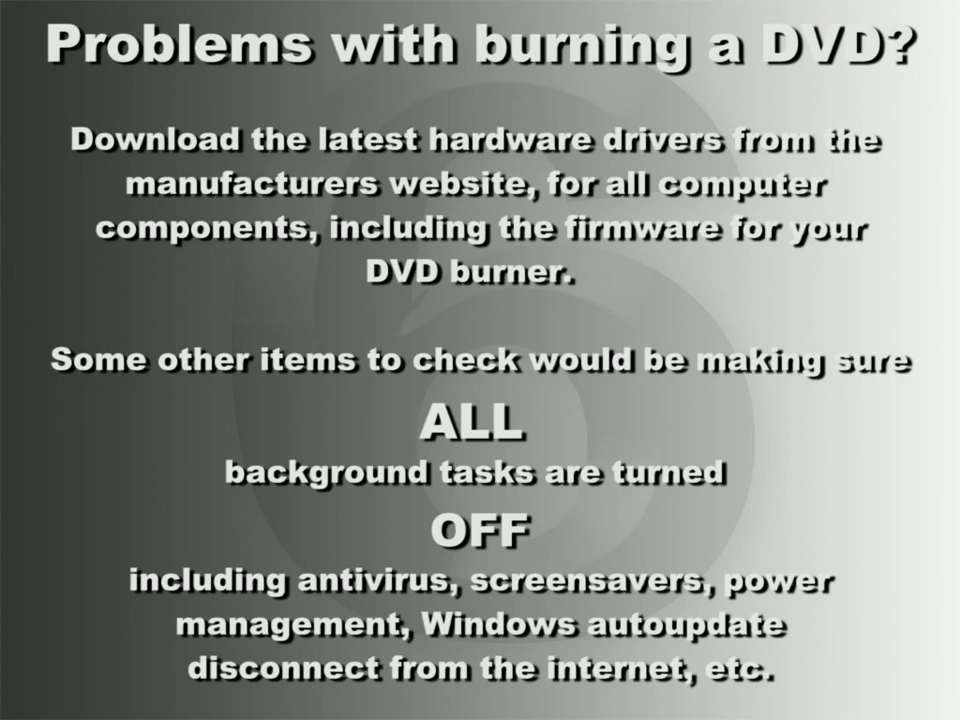 Problems with burning a DVD?
Download the latest hardware drivers from the
manufacturers website, for all computer
components, including the firmware for your
DVD burner.
Some other items to check would be making sure
ALL
background tasks are turned
OFF
including antivirus, screensavers, power
management, Windows autoupdate
disconnect from the internet, etc.
6